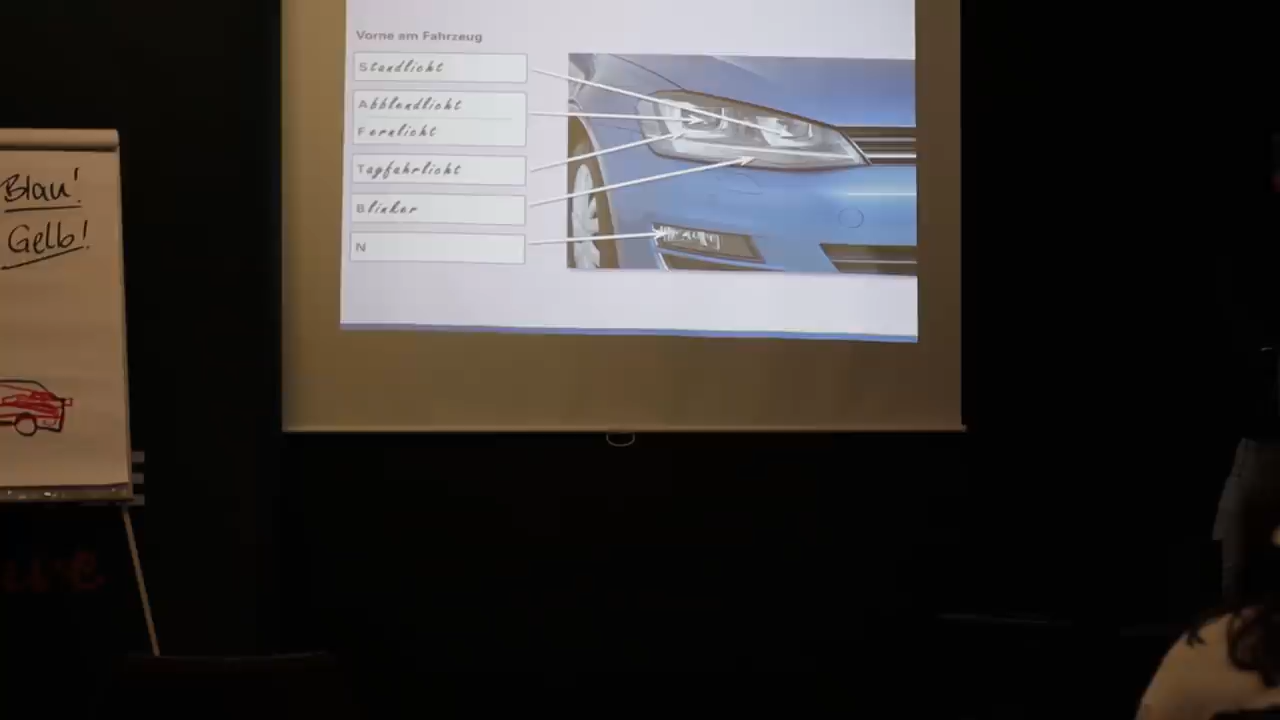 Blau!
Gelb!
Vorne am Fahrzeug
Standlicht
Abblendlicht
Fernlicht
Tagfahrlicht
Blinker
N